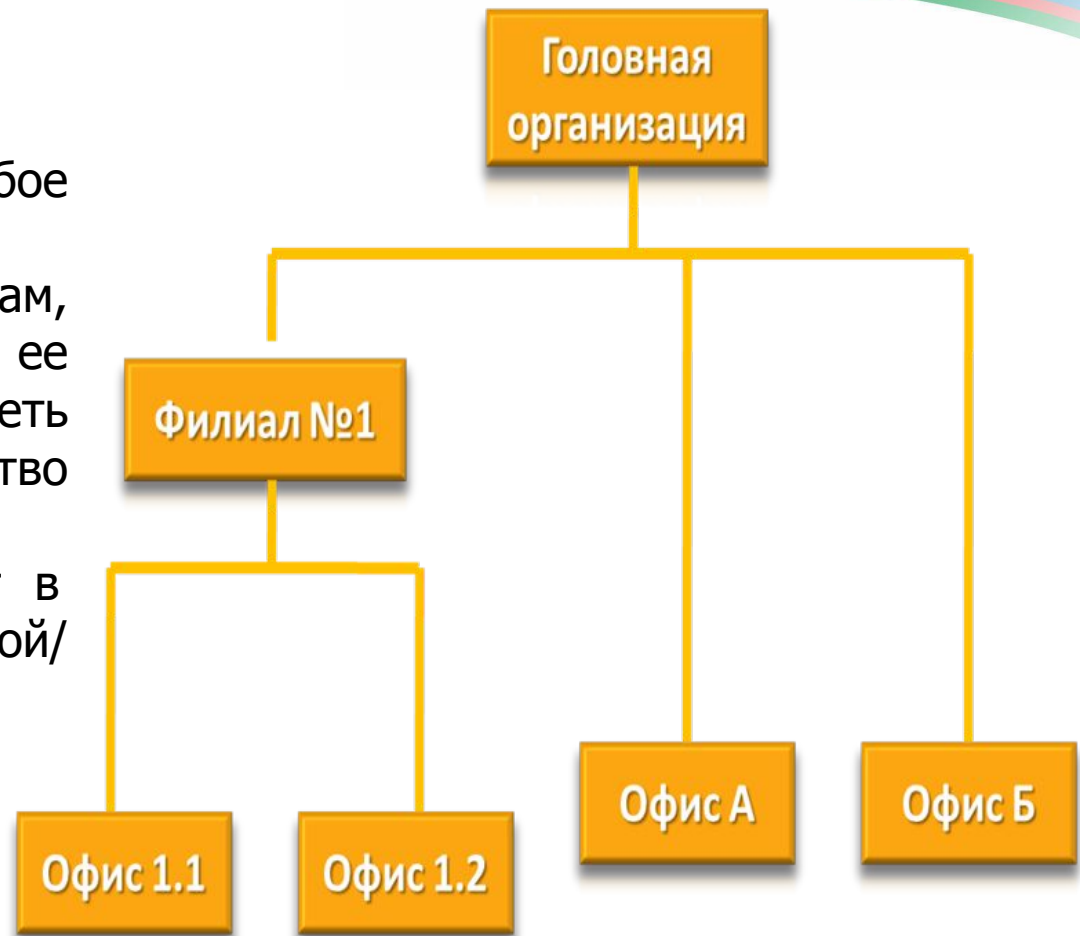 Головная
организация
бое
ам,
ее
еть
тво
в
ой/
Филиал №1
Офис А
Офис Б
Офис 1.1
Офис 1.2